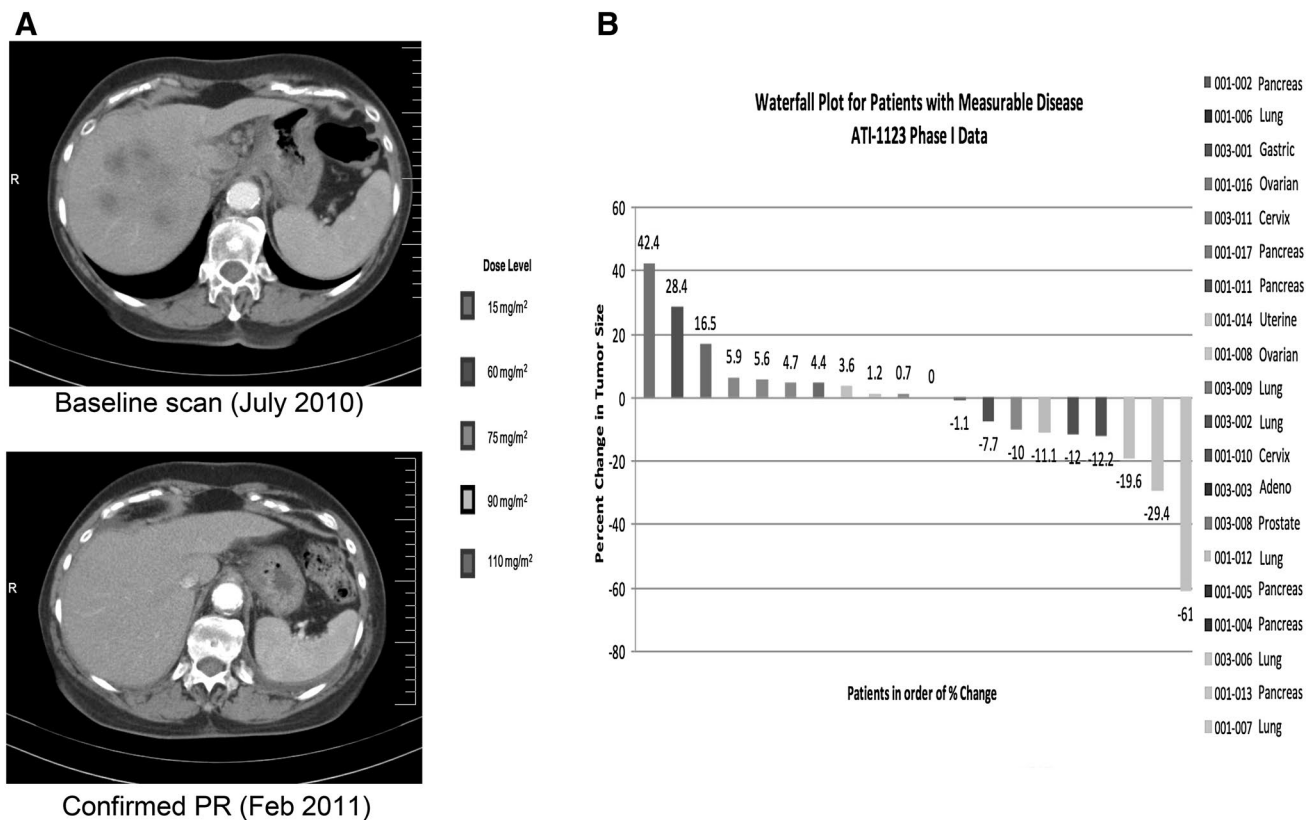 A
R
Baseline scan (July 2010)
R
Confirmed PR (Feb 2011)
Dose Level
15 mg/m²
60 mg/m²
75 mg/m²
90 mg/m²
110 mg/m²
B
Waterfall Plot for Patients with Measurable Disease
ATI-1123 Phase I Data
Percent Change in Tumor Size
60
40
20
0
-20
-40
-60
-80
42.4
28.4
16.5
5.9
5.6
4.7
4.4
3.6
1.2
0.7
0
-1.1
-7.7
-10
-11.1
-12
-12.2
-19.6
-29.4
-61
Patients in order of % Change
001-002 Pancreas
001-006 Lung
003-001 Gastric
001-016 Ovarian
003-011 Cervix
001-017 Pancreas
001-011 Pancreas
001-014 Uterine
001-008 Ovarian
003-009 Lung
003-002 Lung
001-010 Cervix
003-003 Adeno
003-008 Prostate
001-012 Lung
001-005 Pancreas
001-004 Pancreas
003-006 Lung
001-013 Pancreas
001-007 Lung